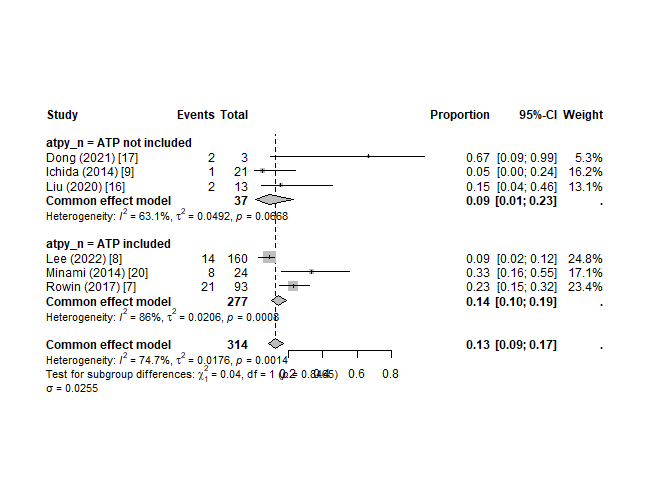 Study Events Total Proportion 95%-CI Weight
atpy_n = ATP not included
Dong (2021) [17] 2 3 0.67 [0.09; 0.99] 5.3%
Ichida (2014) [9] 1 21 0.05 [0.00; 0.24] 16.2%
Liu (2020) [16] 2 13 0.15 [0.04; 0.46] 13.1%
Common effect model 37 0.09 [0.01; 0.23] .
Heterogeneity: I² = 63.1%, τ² = 0.0492, p = 0.0668
atpy_n = ATP included
Lee (2022) [8] 14 160 0.09 [0.02; 0.12] 24.8%
Minami (2014) [20] 8 24 0.33 [0.16; 0.55] 17.1%
Rowin (2017) [7] 21 93 0.23 [0.15; 0.32] 23.4%
Common effect model 277 0.14 [0.10; 0.19] .
Heterogeneity: I² = 86%, τ² = 0.0206, p = 0.0008
Common effect model 314 0.13 [0.09; 0.17] .
Heterogeneity: I² = 74.7%, τ² = 0.0176, p = 0.0014
Test for subgroup differences: χ₁² = 0.04, df = 1 (p = 0.8465)
0.2 0.4 0.6 0.8
σ = 0.0255